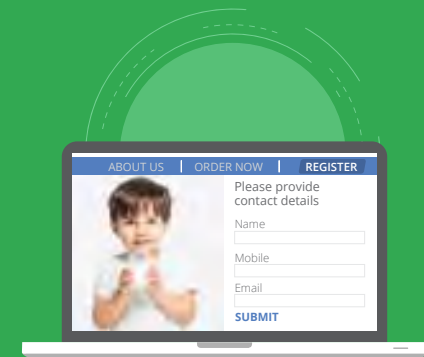 ABOUT US | ORDER NOW | REGISTER
Please provide
contact details
Name
Mobile
Email
SUBMIT